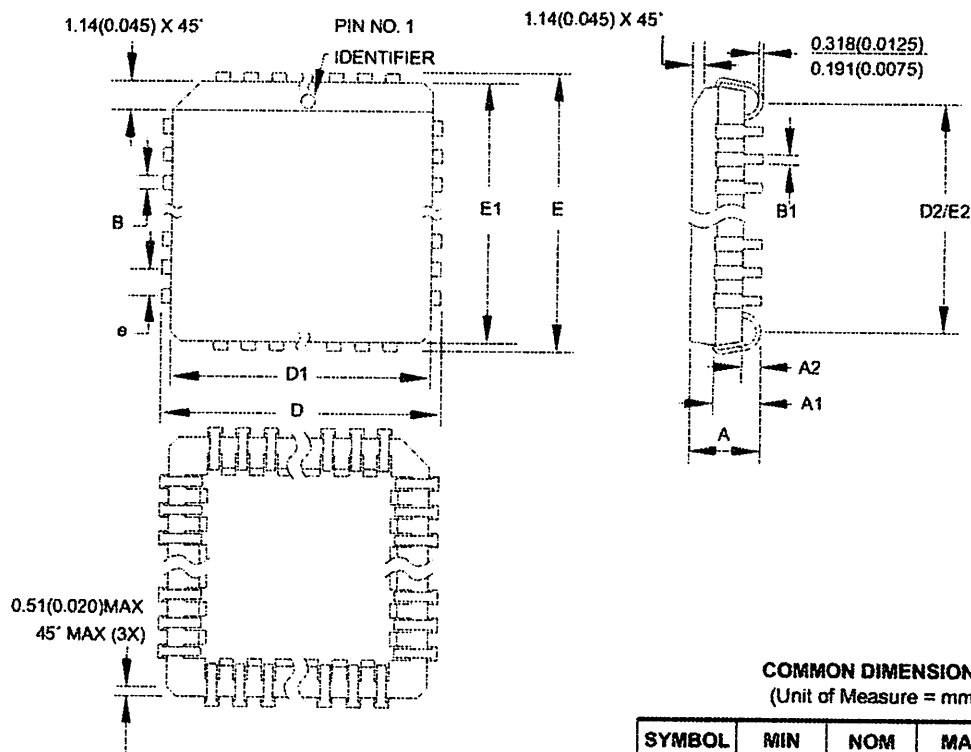 1.14(0.045) X 45°
PIN NO. 1
IDENTIFIER
1.14(0.045) X 45°
0.318(0.0125)
0.191(0.0075)
B
e
E1
E
B1
D2/E2
D1
D
A2
A1
A
0.51(0.020)MAX
45° MAX (3X)
COMMON DIMENSION
(Unit of Measure = mm
SYMBOL MIN NOM MA